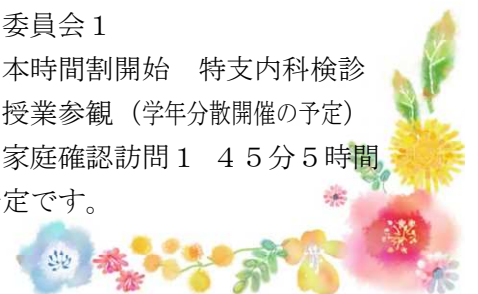 委員会１
本時間割開始　特支内科検診
授業参観（学年分散開催の予定）
家庭確認訪問１　４５分５時間
定です。